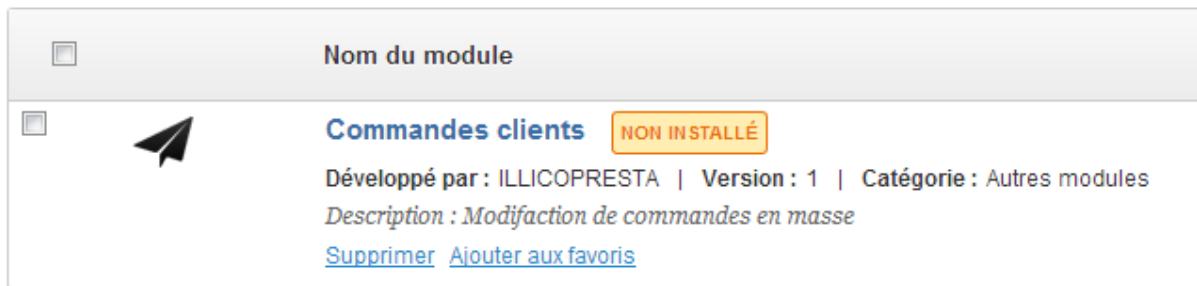 Nom du module
Commandes clients NON INSTALLÉ
Développé par : ILLICOPRESTA | Version : 1 | Catégorie : Autres modules
Description : Modifaction de commandes en masse
Supprimer Ajouter aux favoris